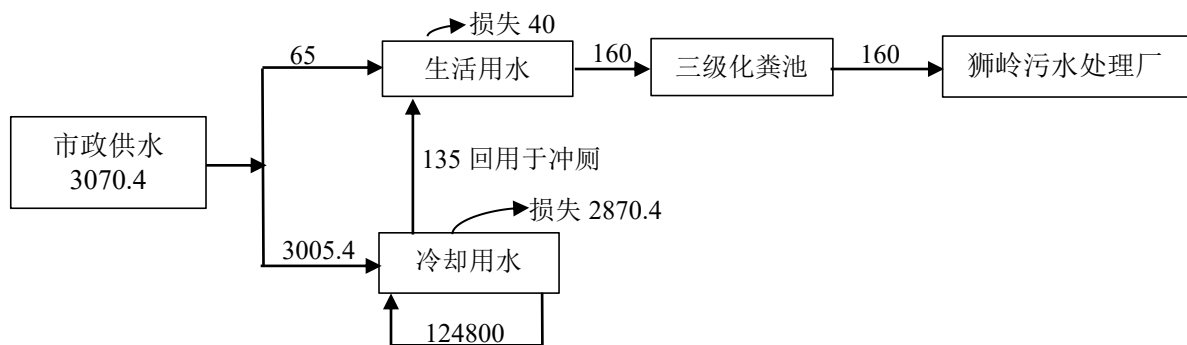 损失 40
65
生活用水
160
三级化粪池
160
狮岭污水处理厂
市政供水
3070.4
135 回用于冲厕
损失 2870.4
3005.4
冷却用水
124800